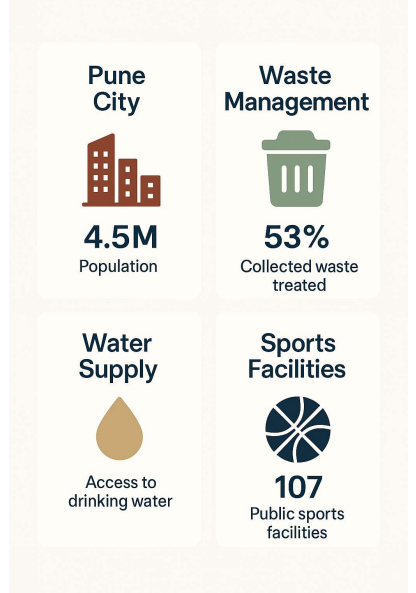 Pune
City
4.5M
Population
Waste
Management
53%
Collected waste
treated
Water
Supply
Access to
drinking water
Sports
Facilities
107
Public sports
facilities